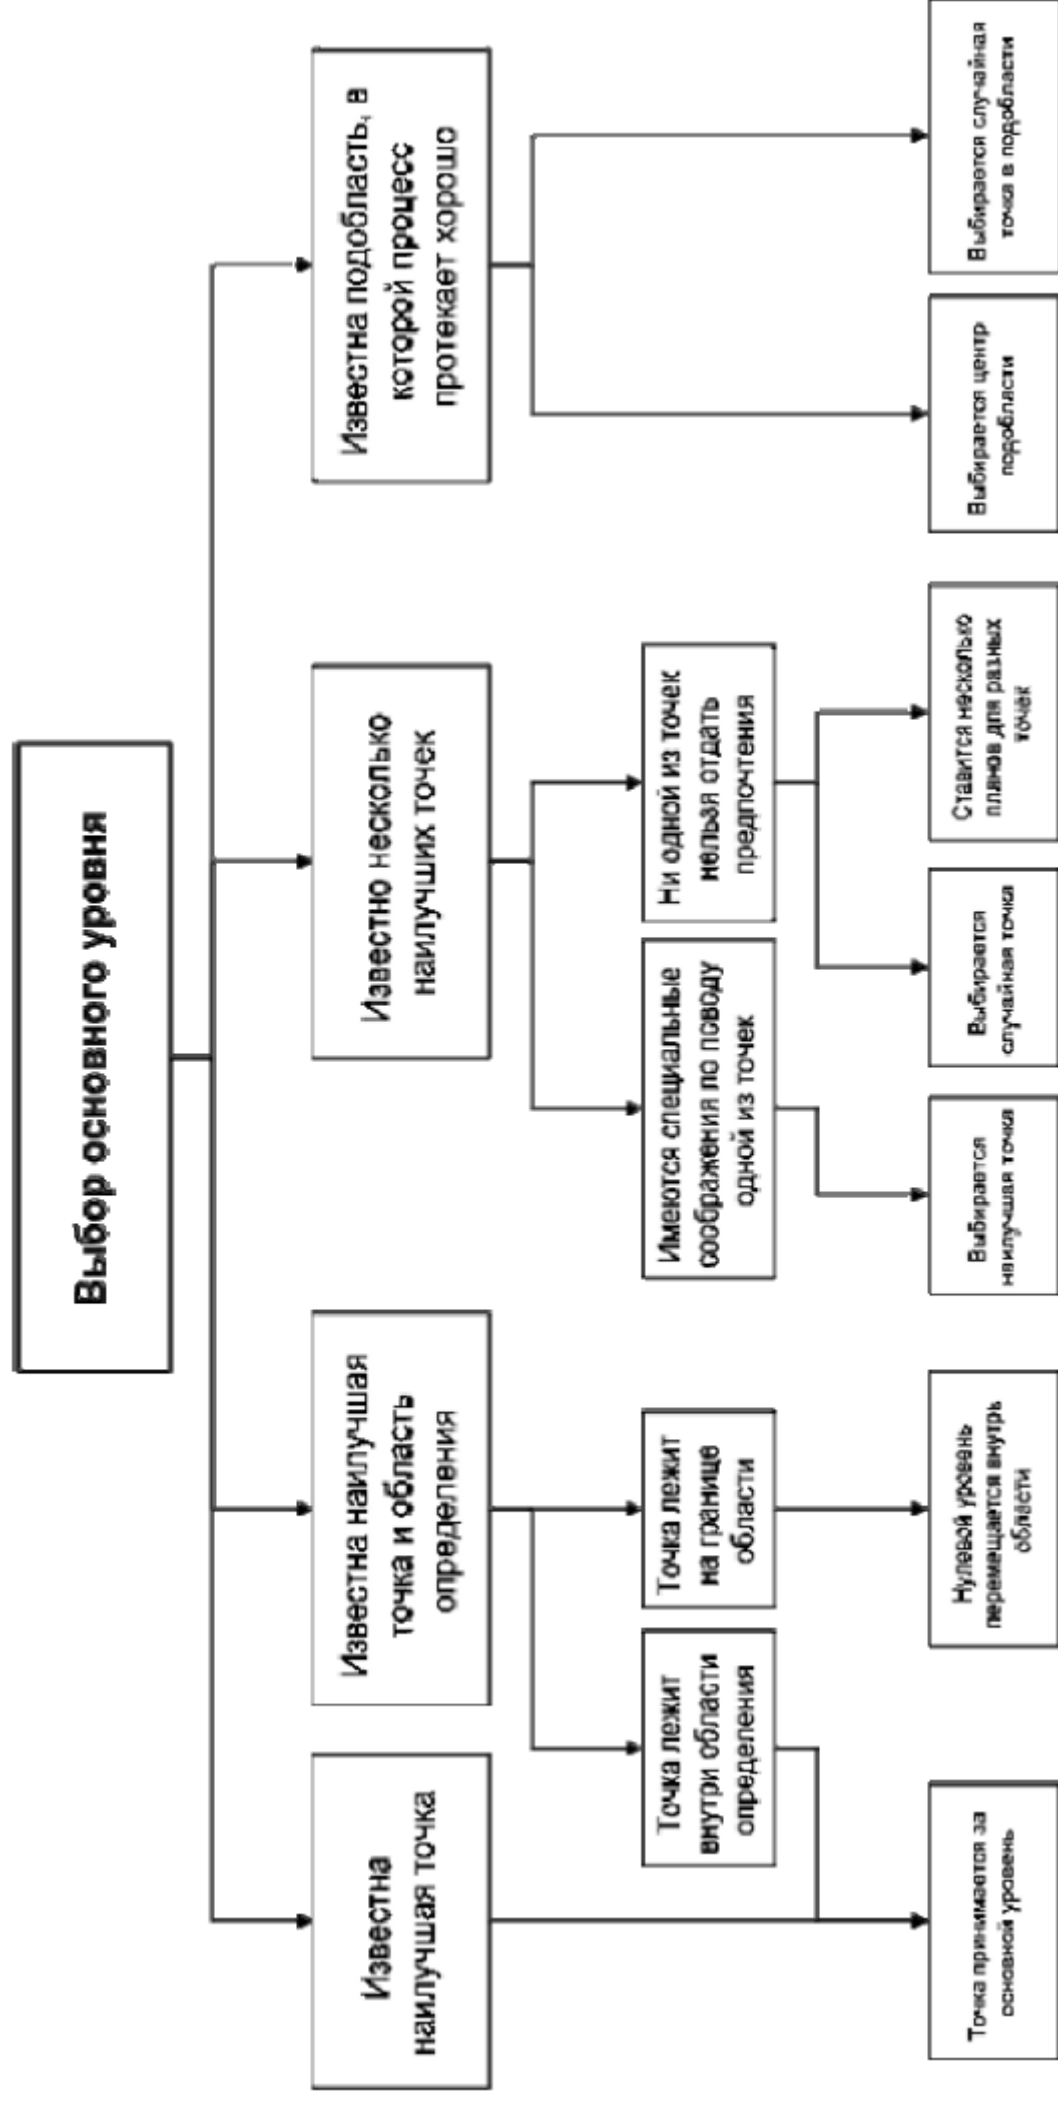 Выбор основного уровня
Известна
наилучшая точка
Известна наилучшая
точка и область
определения
Известно несколько
наилучших точек
Известна подобласть, в
которой процесс
протекает хорошо
Точка лежит
внутри области
определения
Точка лежит
на границе
области
Имеются специальные
соображения по поводу
одной из точек
Ни одной из точек
нельзя отдать
предпочтения
Точка принимается за
основной уровень
Нулевой уровень
перемещается внутрь
области
Выбирается
наилучшая точка
Выбирается
случайная точка
Ставится несколько
планов для разных
точек
Выбирается центр
подобласти
Выбирается случайная
точка в подобласти